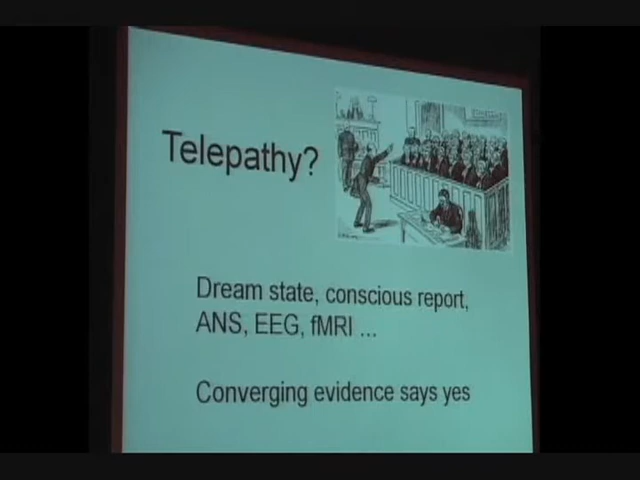 Telepathy?
Dream state, conscious report,
ANS, EEG, fMRI ...
Converging evidence says yes